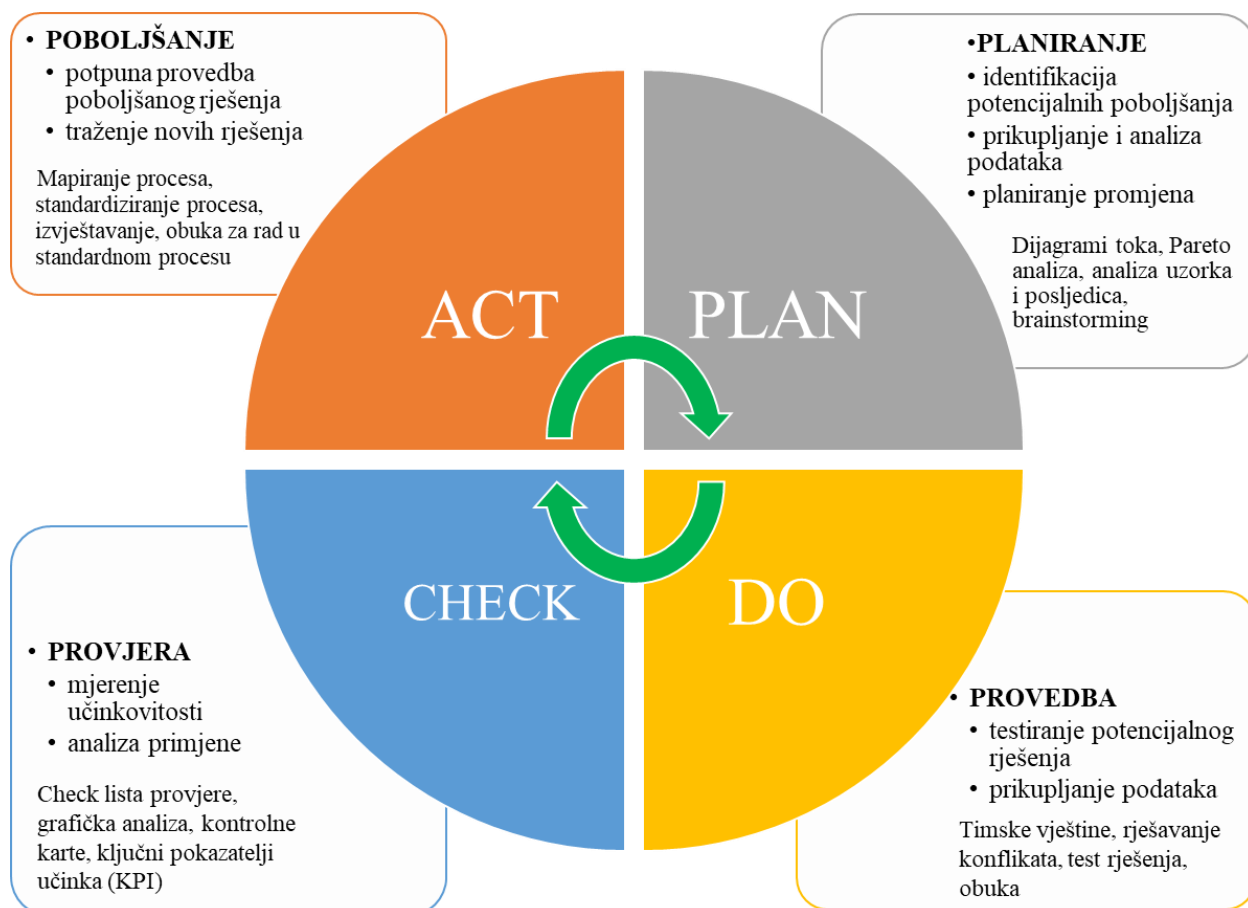 • POBOLJŠANJE
• potpuna provedba
poboljšanog rješenja
• traženje novih rješenja
Mapiranje procesa,
standardiziranje procesa,
izvještavanje, obuka za rad u
standardnom procesu
•PLANIRANJE
• identifikacija
potencijalnih poboljšanja
• prikupljanje i analiza
podataka
• planiranje promjena
Dijagrami toka, Pareto
analiza, analiza uzorka
i posljedica,
brainstorming
ACT
PLAN
CHECK
DO
• PROVJERA
• mjerenje
učinkovitosti
• analiza primjene
Check lista provjere,
grafička analiza, kontrolne
karte, ključni pokazatelji
učinka (KPI)
• PROVEDBA
• testiranje potencijalnog
rješenja
• prikupljanje podataka
Timske vještine, rješavanje
konflikata, test rješenja,
obuka